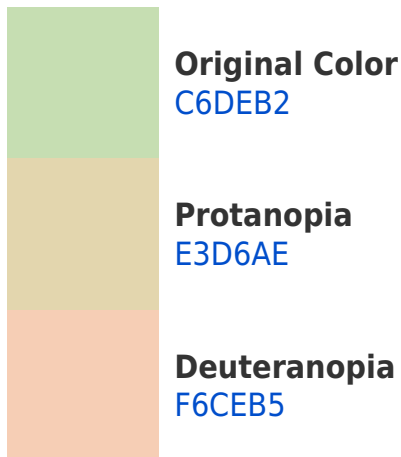 Original Color
C6DEB2
Protanopia
E3D6AE
Deuteranopia
F6CEB5